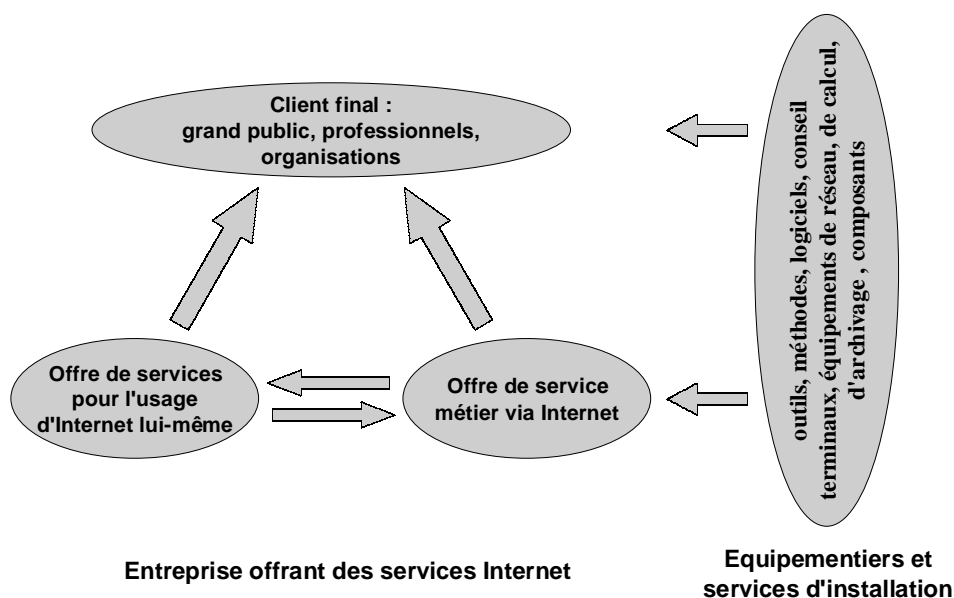 Client final :
grand public, professionnels,
organisations
Offre de services
pour l'usage
d'Internet lui-même
Offre de service
métier via Internet
outils, méthodes, logiciels, conseil
terminaux, équipements de réseau, de calcul,
d'archivage , composants
Entreprise offrant des services Internet
Equipementiers et
services d'installation